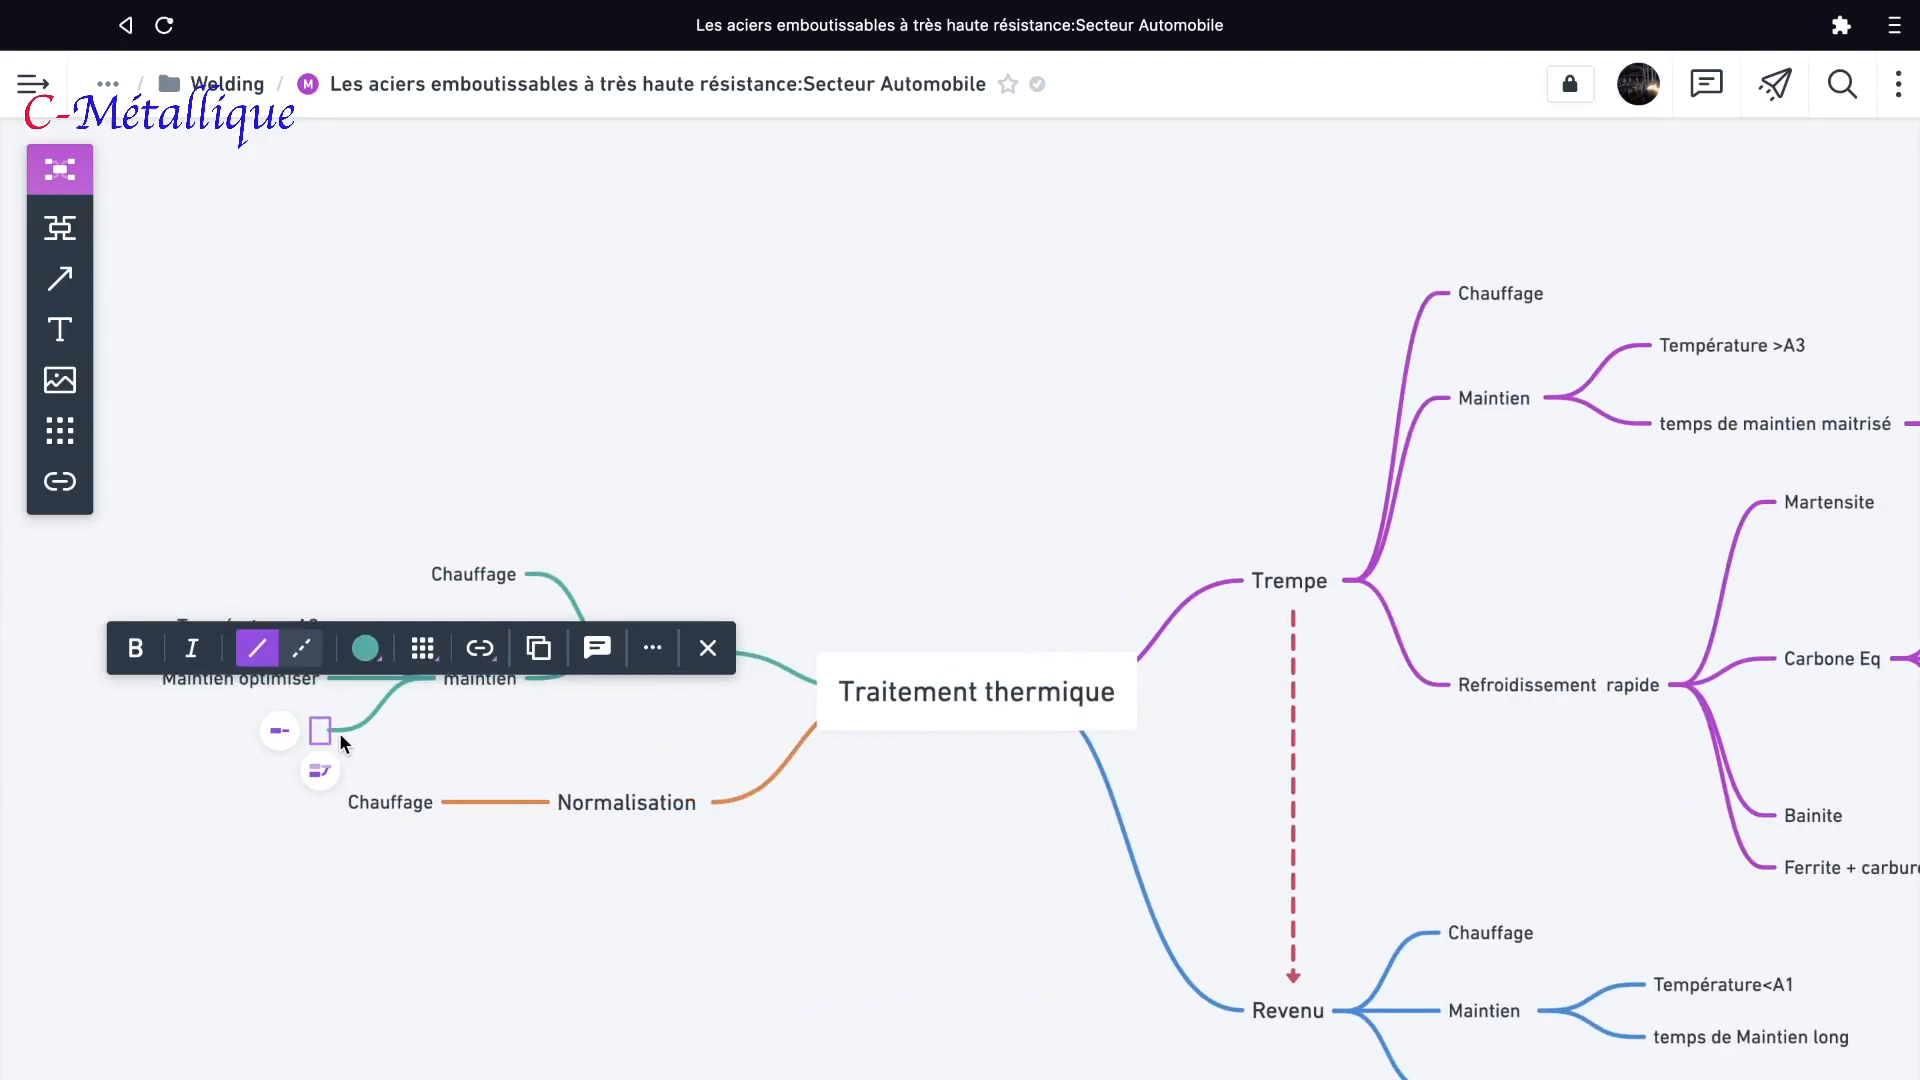 Les aciers emboutissables à très haute résistance:Secteur Automobile
••• / Welding / M Les aciers emboutissables à très haute résistance:Secteur Automobile
C-Métallique
Chauffage
Température >A3
Maintien
temps de maintien maitrisé
Martensite
Chauffage
Trempe
B I
Maintien optimiser
maintien
Carbone Eq
Traitement thermique
Refroidissement rapide
Chauffage
Normalisation
Bainite
Ferrite + carbure
Chauffage
Température<A1
Revenu
Maintien
temps de Maintien long